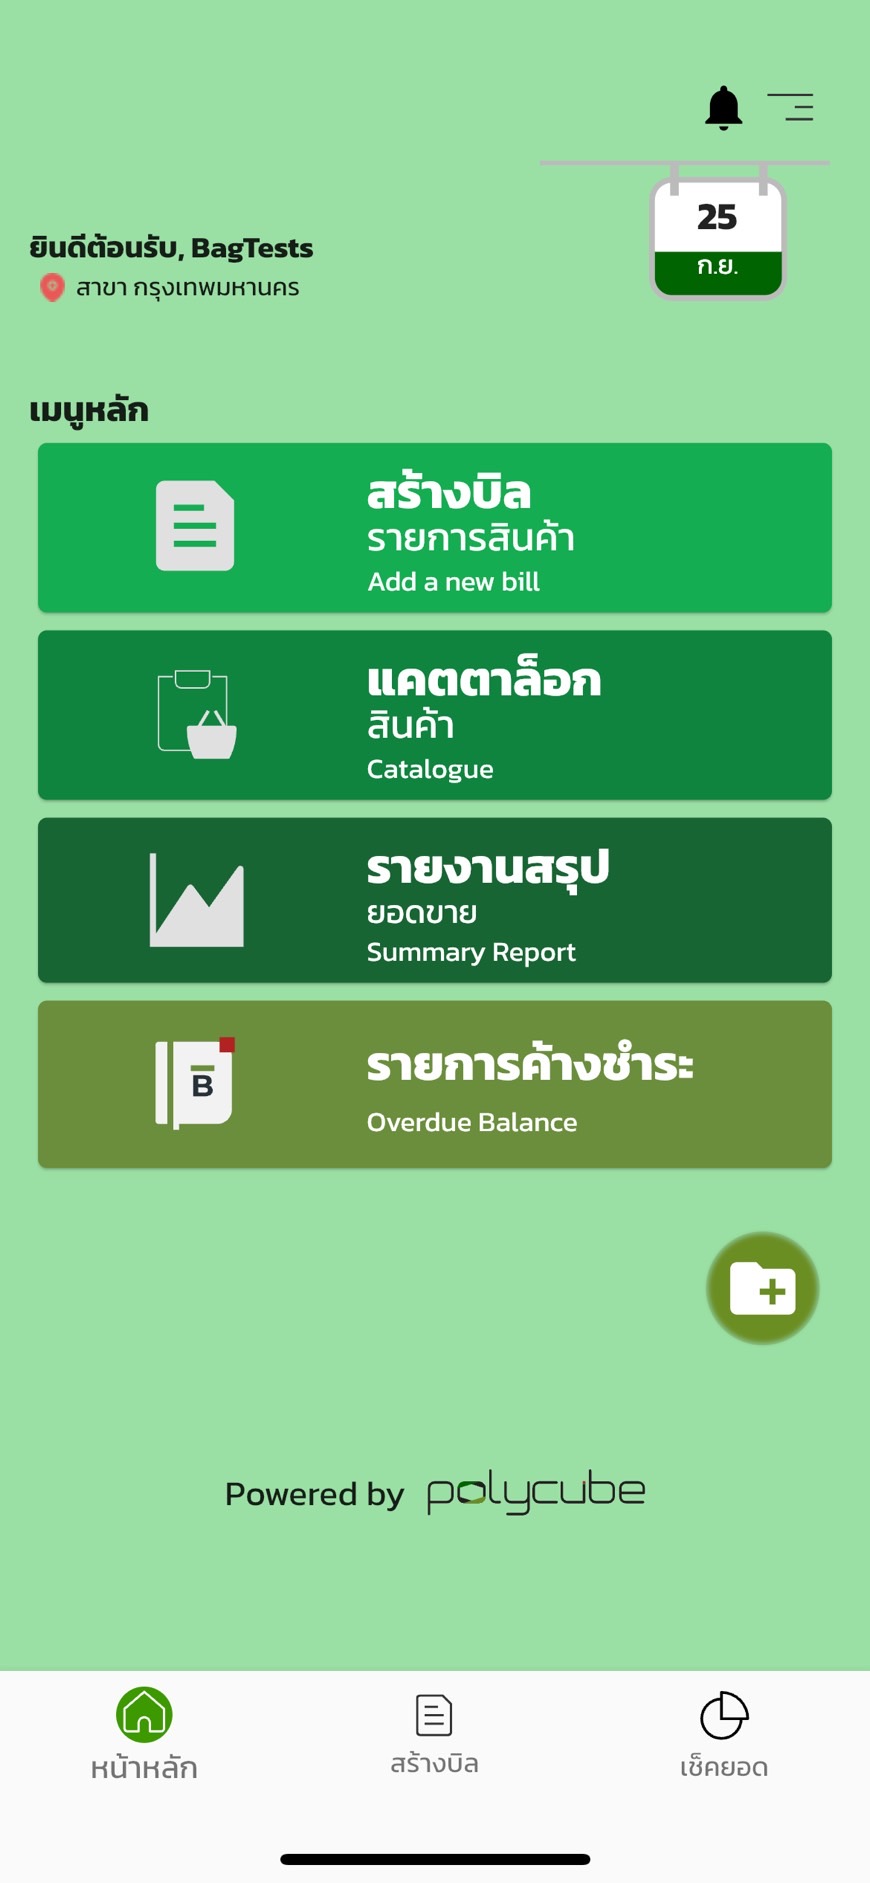 25
ก.ย.
ยินดีต้อนรับ, BagTests
สาขา กรุงเทพมหานคร
เมนูหลัก
สร้างบิล
รายการสินค้า
Add a new bill
แคตตาล็อก
สินค้า
Catalogue
รายงานสรุป
ยอดขาย
Summary Report
B
รายการค้างชำระ
Overdue Balance
Powered by polycube
หน้าหลัก
สร้างบิล
เช็คยอด